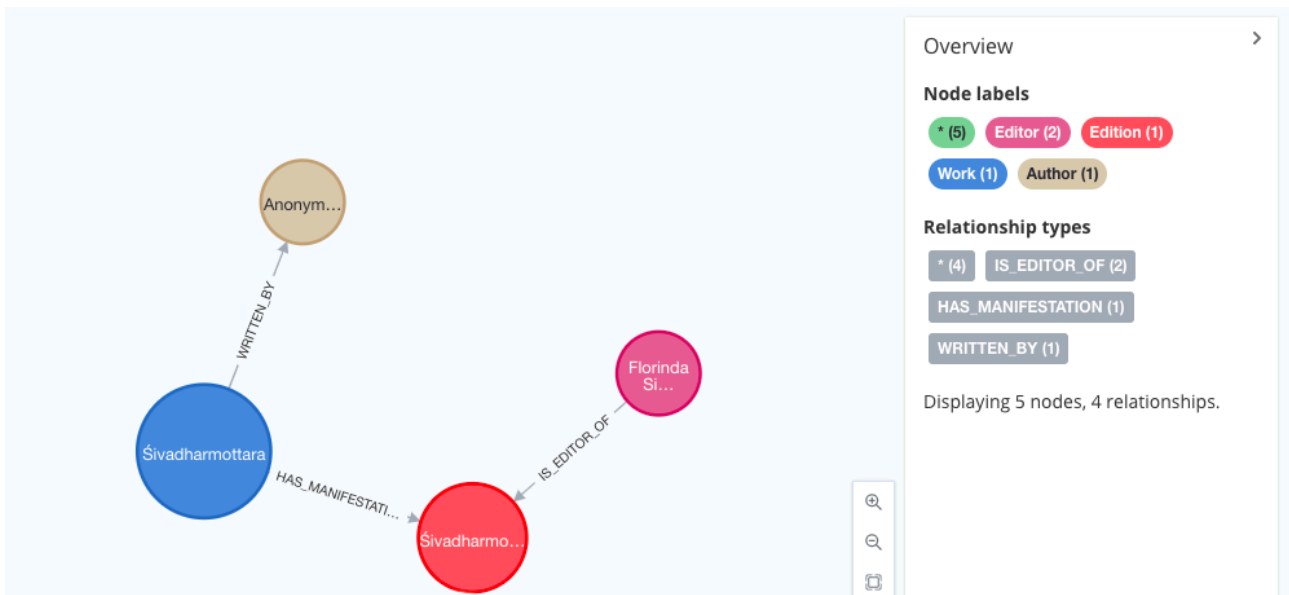 Anonym...
WRITTEN_BY
Śivadharmottara
HAS_MANIFESTATI...
Śivadharmo...
IS_EDITOR_OF
Florinda
Si...
Overview
Node labels
* (5) Editor (2) Edition (1)
Work (1) Author (1)
Relationship types
* (4) IS_EDITOR_OF (2)
HAS_MANIFESTATION (1)
WRITTEN_BY (1)
Displaying 5 nodes, 4 relationships.